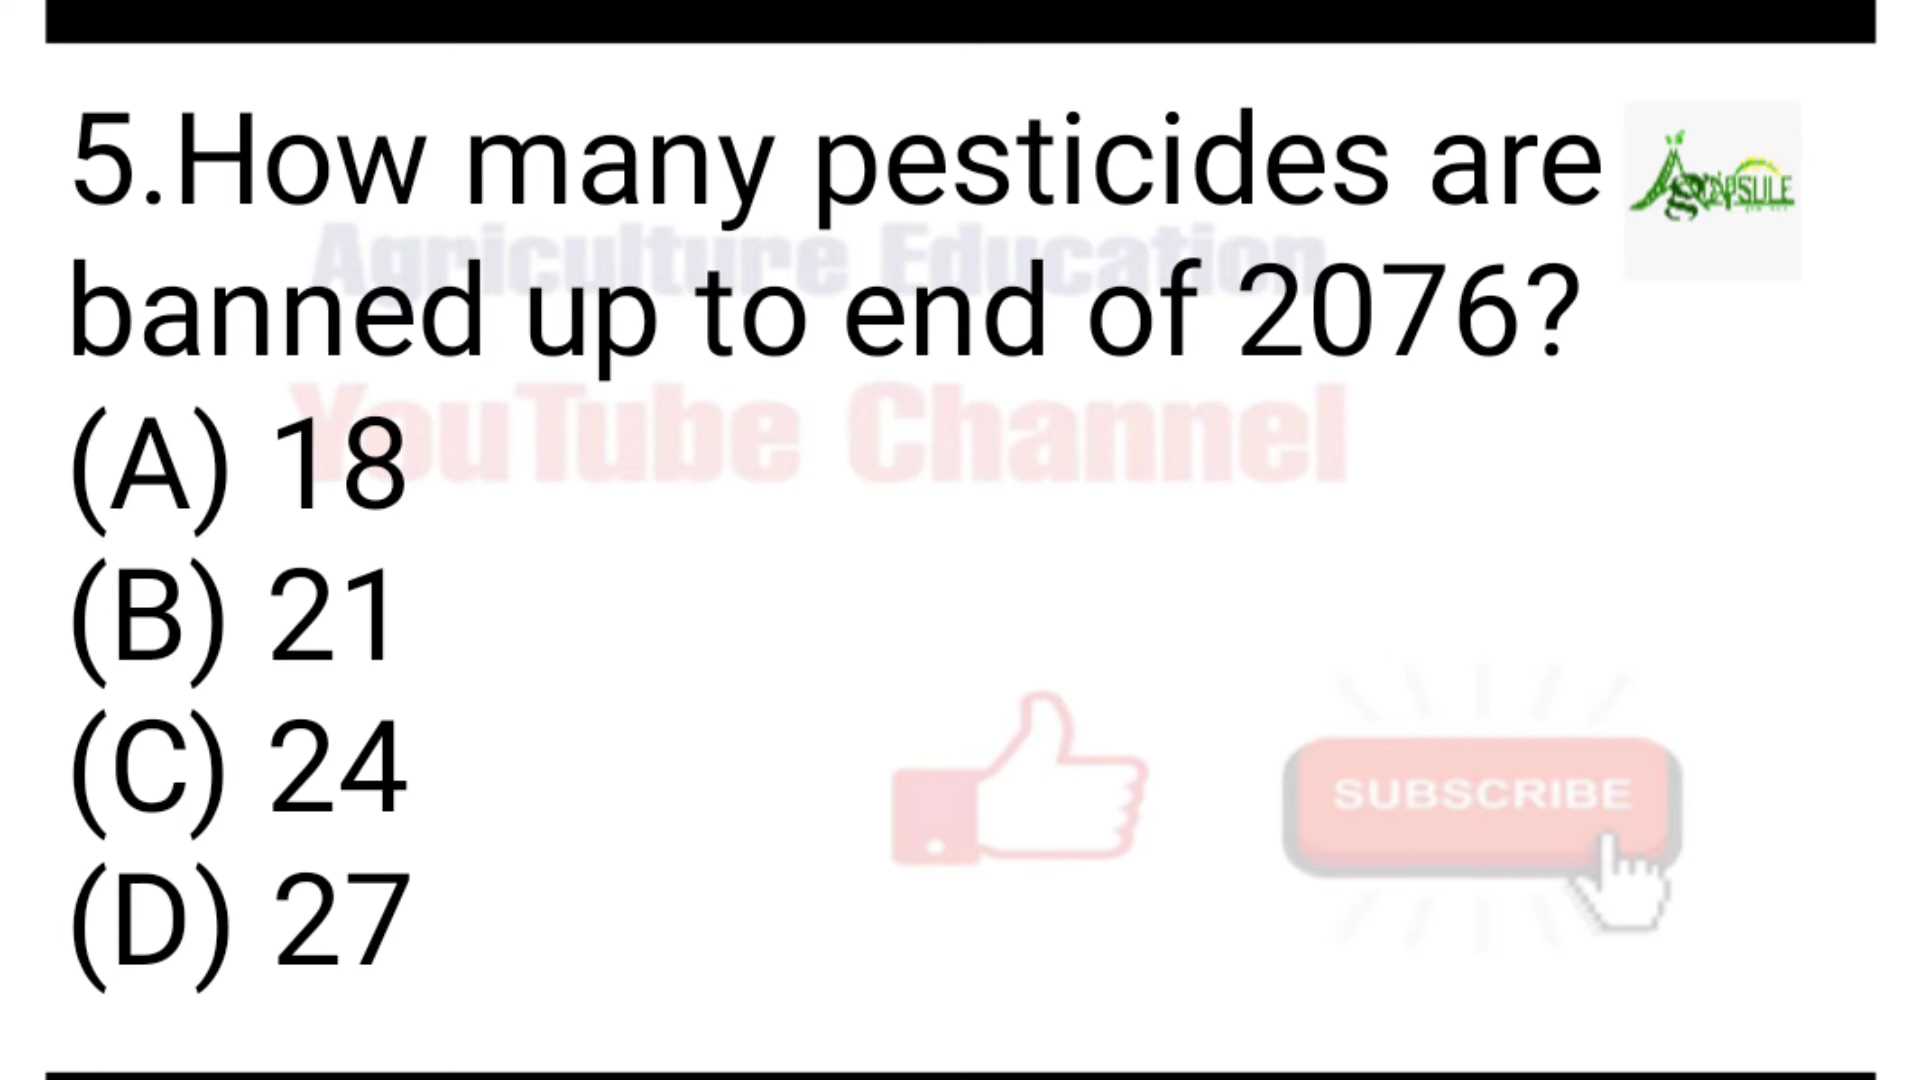 5.How many pesticides are
AgCAPSULE
Agriculture Education
banned up to end of 2076?
YouTube Channel
(A) 18
(B) 21
(C) 24
SUBSCRIBE
(D) 27